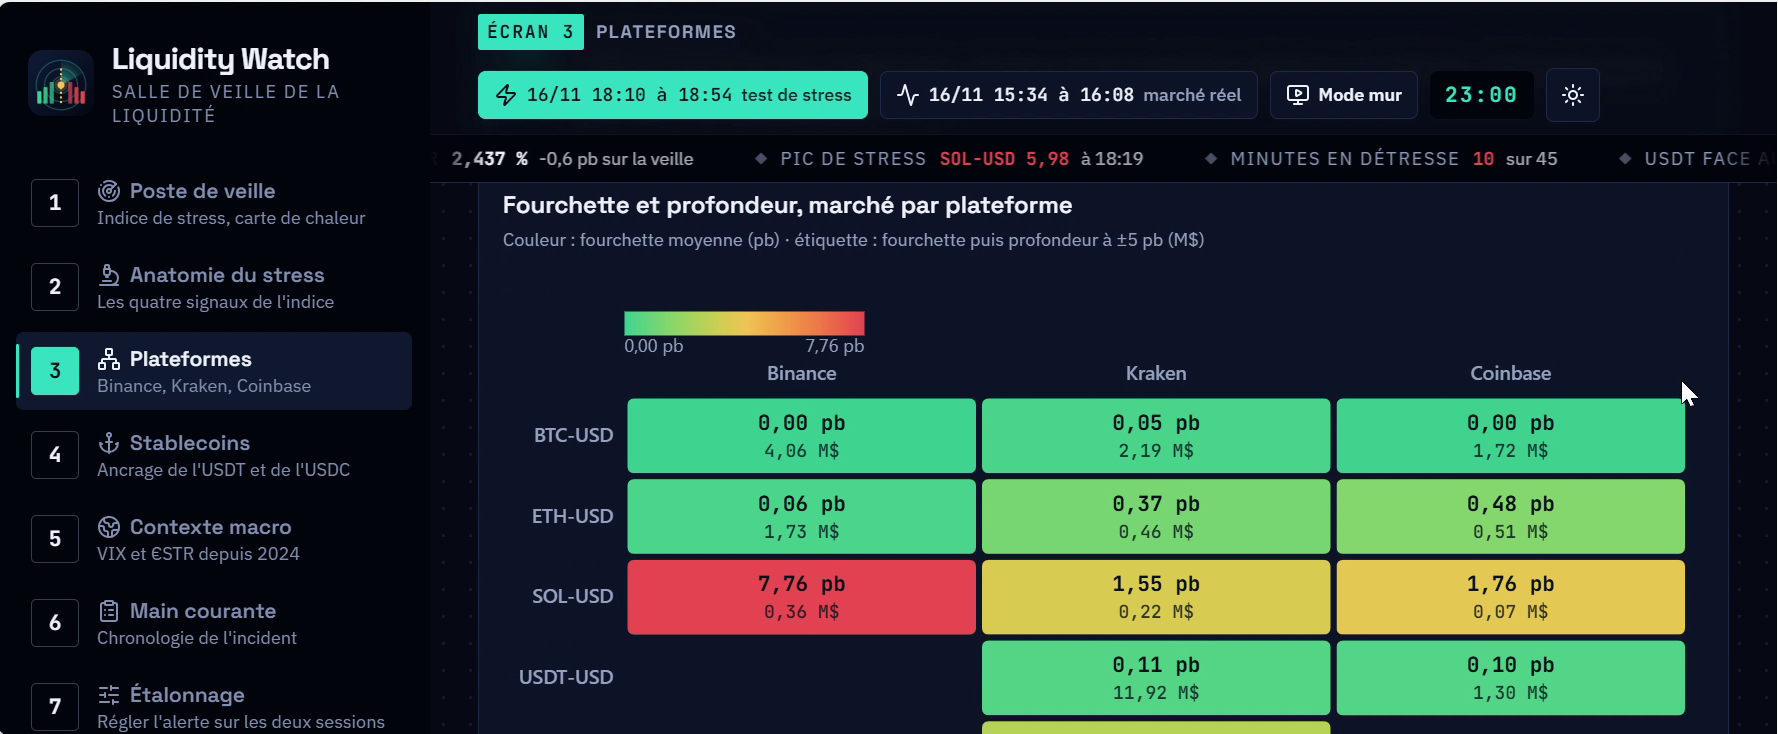 Liquidity Watch
SALLE DE VEILLE DE LA
LIQUIDITÉ
1
Poste de veille
Indice de stress, carte de chaleur
2
Anatomie du stress
Les quatre signaux de l'indice
3
Plateformes
Binance, Kraken, Coinbase
4
Stablecoins
Ancrage de l'USDT et de l'USDC
5
Contexte macro
VIX et €STR depuis 2024
6
Main courante
Chronologie de l'incident
7
Étalonnage
Régler l'alerte sur les deux sessions
ÉCRAN 3 PLATEFORMES
16/11 18:10 à 18:54 test de stress
16/11 15:34 à 16:08 marché réel
Mode mur
23:00
2,437 % -0,6 pb sur la veille ◆ PIC DE STRESS SOL-USD 5,98 à 18:19 ◆ MINUTES EN DÉTRESSE 10 sur 45 ◆ USDT FACE
Fourchette et profondeur, marché par plateforme
Couleur : fourchette moyenne (pb) · étiquette : fourchette puis profondeur à ±5 pb (M$)
0,00 pb 7,76 pb
Binance Kraken Coinbase
BTC-USD
0,00 pb 0,05 pb 0,00 pb
4,06 M$ 2,19 M$ 1,72 M$
ETH-USD
0,06 pb 0,37 pb 0,48 pb
1,73 M$ 0,46 M$ 0,51 M$
SOL-USD
7,76 pb 1,55 pb 1,76 pb
0,36 M$ 0,22 M$ 0,07 M$
USDT-USD
0,11 pb 0,10 pb
11,92 M$ 1,30 M$